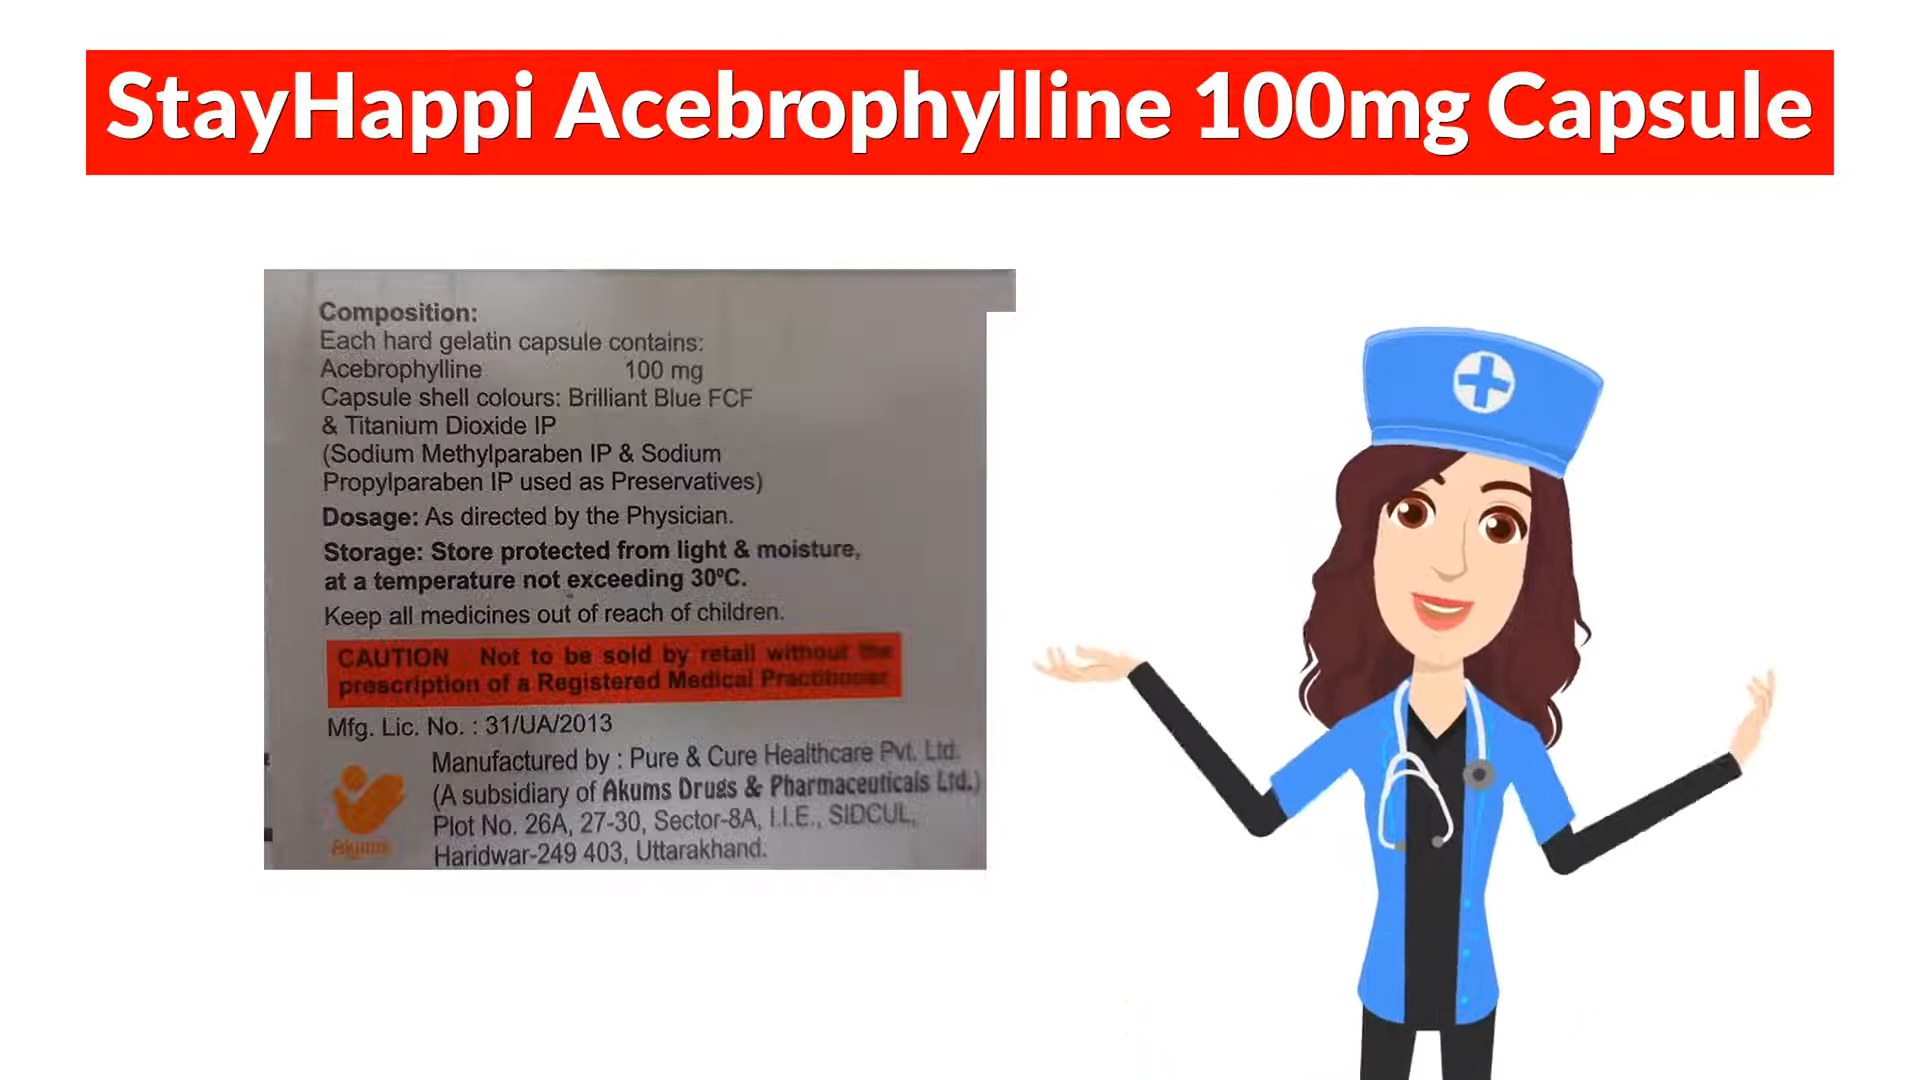 StayHappi Acebrophylline 100mg Capsule
Composition:
Each hard gelatin capsule contains:
Acebrophylline 100 mg
Capsule shell colours: Brilliant Blue FCF
& Titanium Dioxide IP
(Sodium Methylparaben IP & Sodium
Propylparaben IP used as Preservatives)
Dosage: As directed by the Physician.
Storage: Store protected from light & moisture,
at a temperature not exceeding 30ºC.
Keep all medicines out of reach of children.
CAUTION : Not to be sold by retail without the
prescription of a Registered Medical Practitioner.
Mfg. Lic. No. : 31/UA/2013
Manufactured by : Pure & Cure Healthcare Pvt. Ltd.
(A subsidiary of Akums Drugs & Pharmaceuticals Ltd.)
Plot No. 26A, 27-30, Sector-8A, I.I.E., SIDCUL,
Haridwar-249 403, Uttarakhand.
Akums